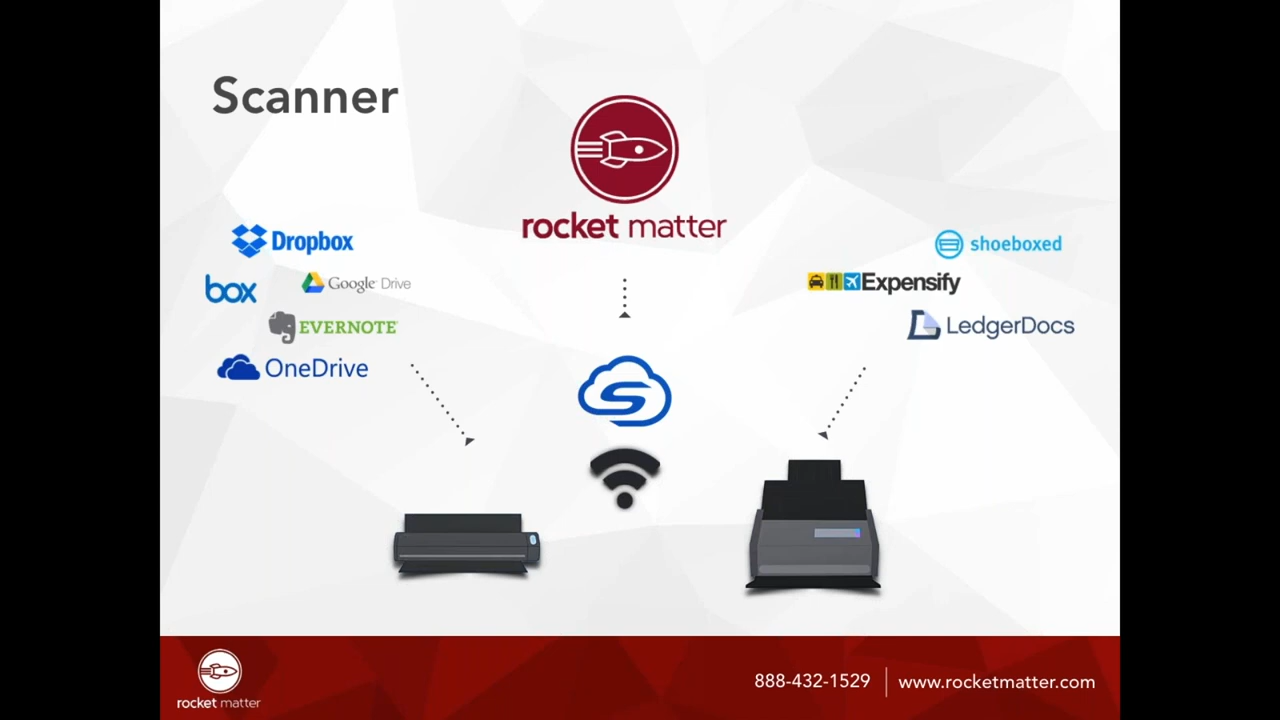 Scanner
rocket matter
Dropbox
box
Google Drive
EVERNOTE
OneDrive
shoeboxed
Expensify
LedgerDocs
S
rocket matter
888-432-1529
www.rocketmatter.com